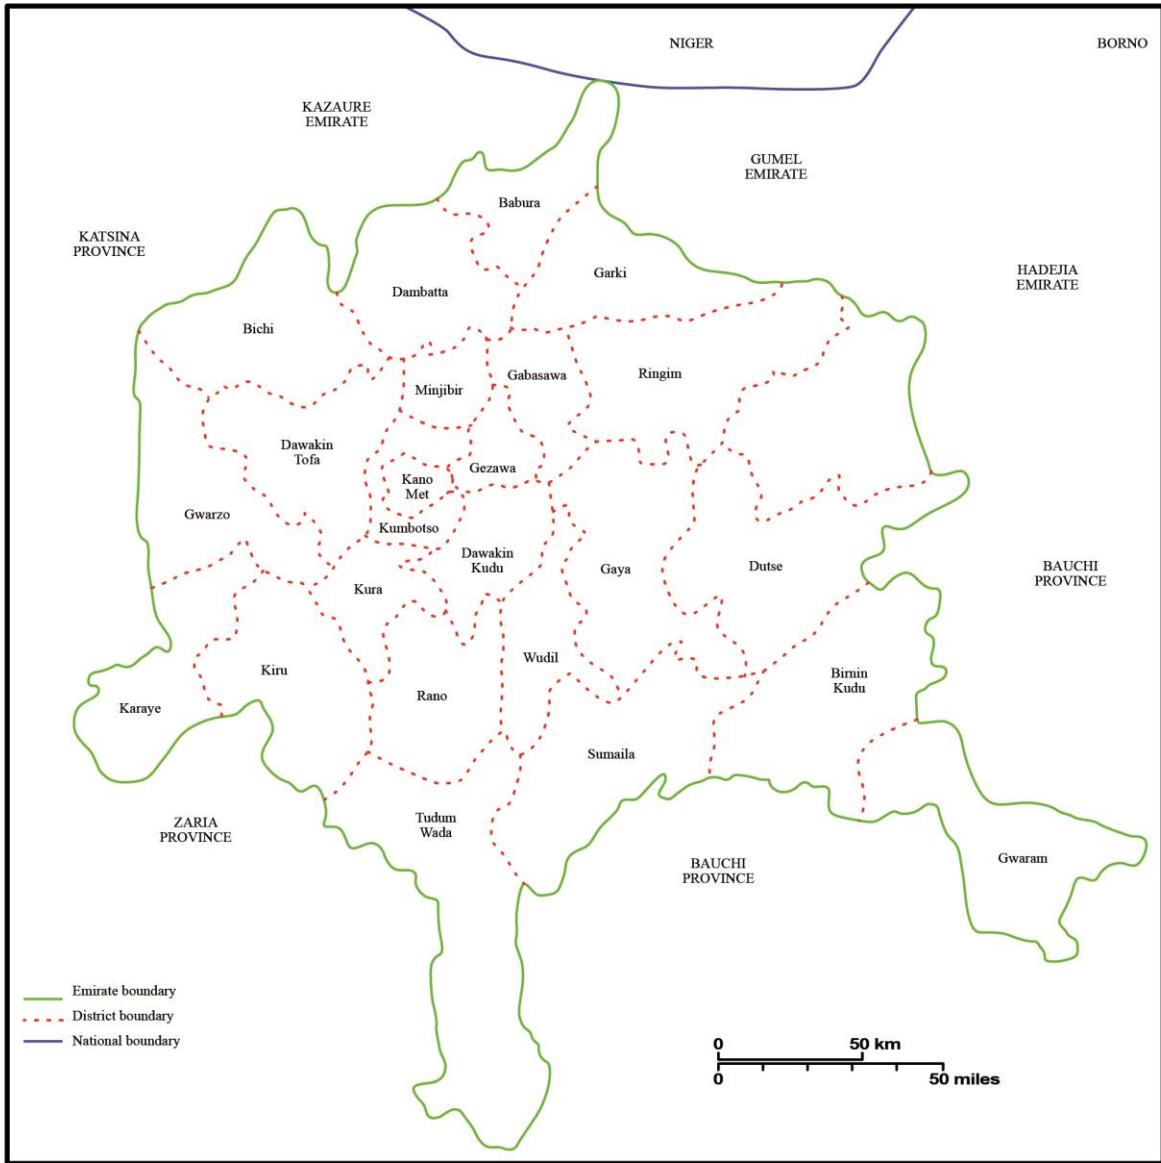 NIGER
BORNO
KAZAURE
EMIRATE
GUMEL
EMIRATE
Babura
KATSINA
PROVINCE
Garki
HADEJIA
EMIRATE
Dambatta
Bichi
Gabasawa
Ringim
Minjibir
Dawakin
Tofa
Gezawa
Kano
Met
Gwarzo
Kumbotso
Dawakin
Kudu
Gaya
Dutse
BAUCHI
PROVINCE
Kura
Wudil
Kiru
Birnin
Kudu
Rano
Karaye
Sumaila
Tudum
Wada
ZARIA
PROVINCE
BAUCHI
PROVINCE
Gwaram
Emirate boundary
District boundary
National boundary
0 50 km
0 50 miles